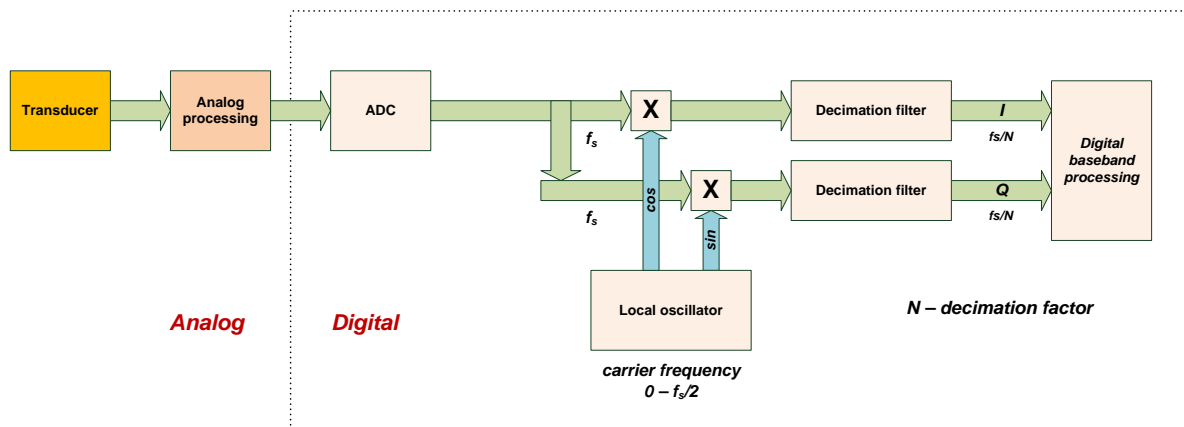 Transducer
Analog
processing
ADC
X
Decimation filter
I
fs/N
fₛ
Digital
baseband
processing
X
Decimation filter
Q
fs/N
fₛ
cos
sin
Local oscillator
N – decimation factor
Analog
Digital
carrier frequency
0 – fₛ/2